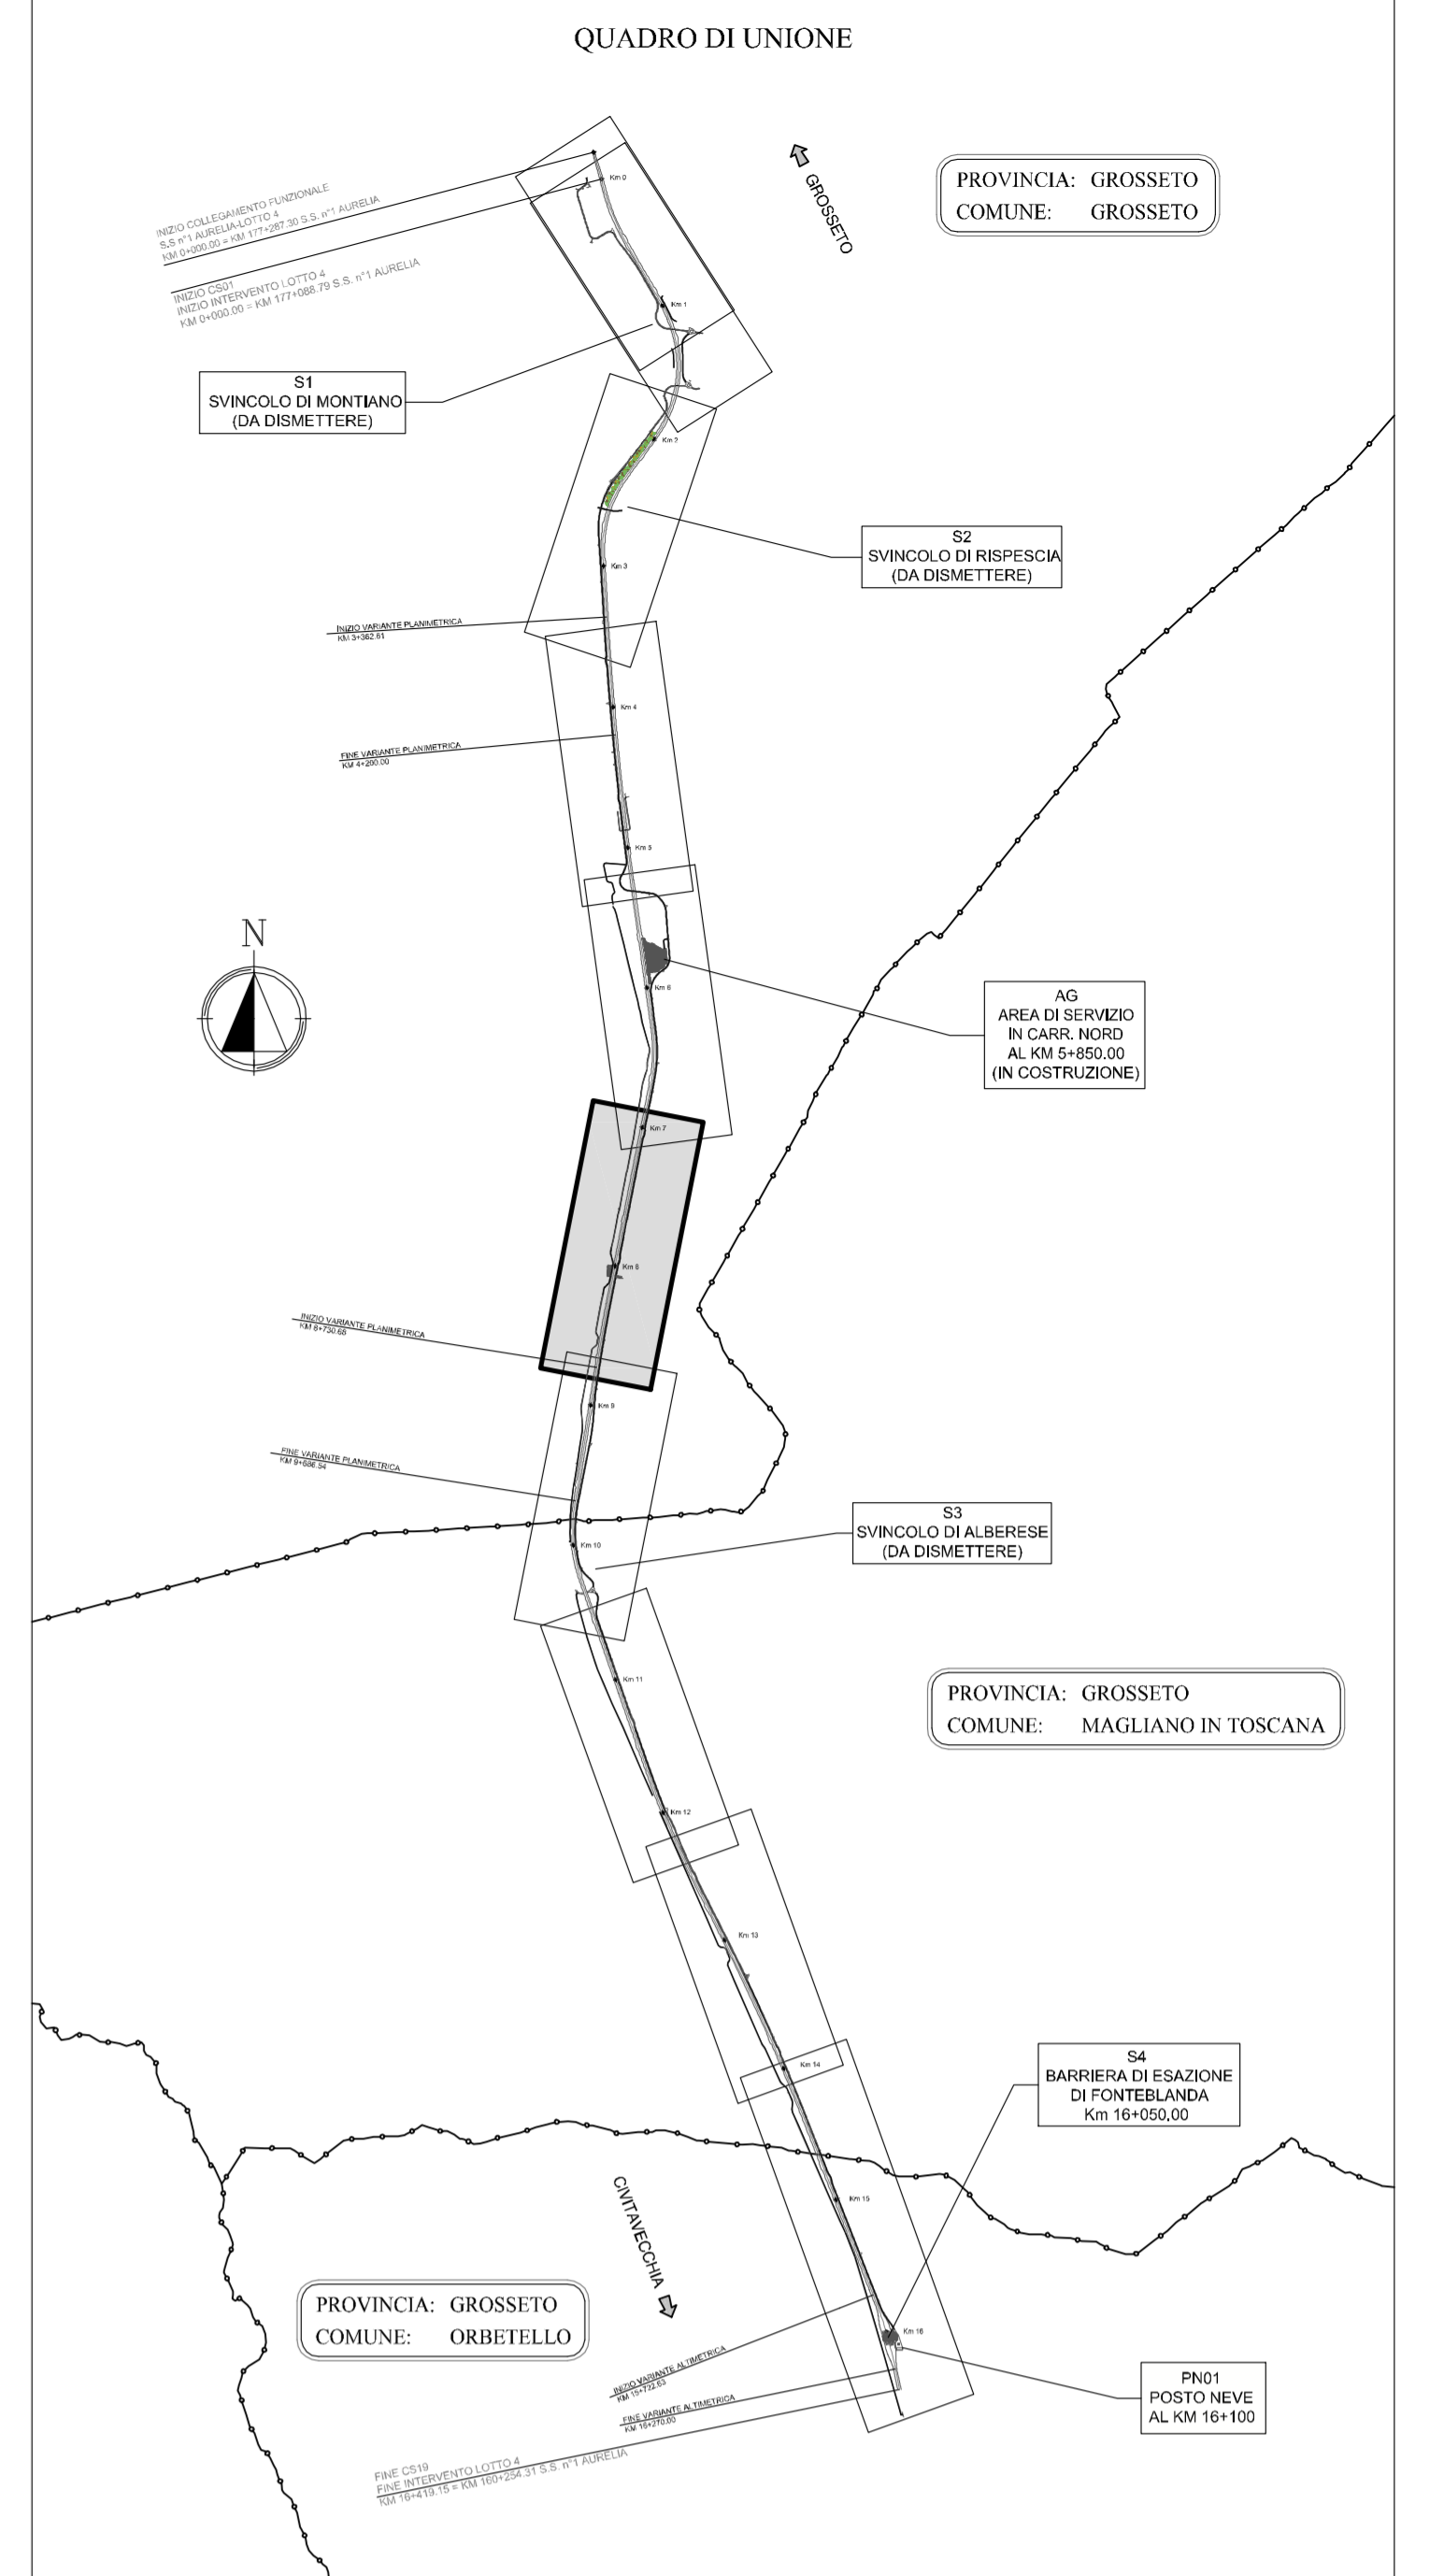 QUADRO DI UNIONE
INIZIO COLLEGAMENTO FUNZIONALE
S.S n°1 AURELIA-LOTTO 4
KM 0+000.00 = KM 177+287.30 S.S. n°1 AURELIA
INIZIO CS01
INIZIO INTERVENTO LOTTO 4
KM 0+000.00 = KM 177+088.79 S.S. n°1 AURELIA
GROSSETO
PROVINCIA: GROSSETO
COMUNE: GROSSETO
Km 0
Km 1
S1
SVINCOLO DI MONTIANO
(DA DISMETTERE)
Km 2
S2
SVINCOLO DI RISPESCIA
(DA DISMETTERE)
Km 3
INIZIO VARIANTE PLANIMETRICA
KM 3+362.61
Km 4
FINE VARIANTE PLANIMETRICA
KM 4+200.00
Km 5
N
Km 6
AG
AREA DI SERVIZIO
IN CARR. NORD
AL KM 5+850.00
(IN COSTRUZIONE)
Km 7
Km 8
INIZIO VARIANTE PLANIMETRICA
KM 8+730.68
Km 9
FINE VARIANTE PLANIMETRICA
KM 9+686.54
S3
SVINCOLO DI ALBERESE
(DA DISMETTERE)
Km 10
Km 11
PROVINCIA: GROSSETO
COMUNE: MAGLIANO IN TOSCANA
Km 12
Km 13
Km 14
S4
BARRIERA DI ESAZIONE
DI FONTEBLANDA
Km 16+050,00
Km 15
CIVITAVECCHIA
PROVINCIA: GROSSETO
COMUNE: ORBETELLO
Km 16
INIZIO VARIANTE ALTIMETRICA
KM 15+722.63
FINE VARIANTE ALTIMETRICA
KM 16+270.00
PN01
POSTO NEVE
AL KM 16+100
FINE CS19
FINE INTERVENTO LOTTO 4
KM 16+419.15 = KM 160+254.31 S.S. n°1 AURELIA